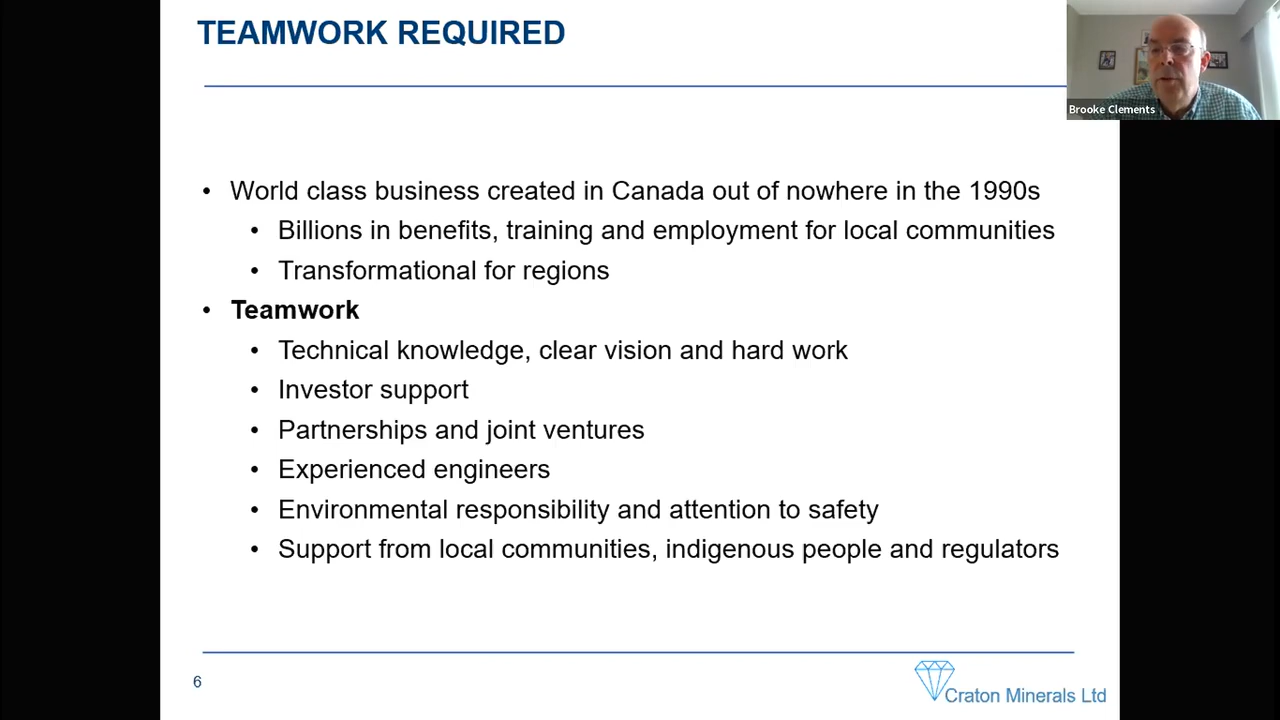 TEAMWORK REQUIRED
Brooke Clements
• World class business created in Canada out of nowhere in the 1990s
• Billions in benefits, training and employment for local communities
• Transformational for regions
• Teamwork
• Technical knowledge, clear vision and hard work
• Investor support
• Partnerships and joint ventures
• Experienced engineers
• Environmental responsibility and attention to safety
• Support from local communities, indigenous people and regulators
6
Craton Minerals Ltd